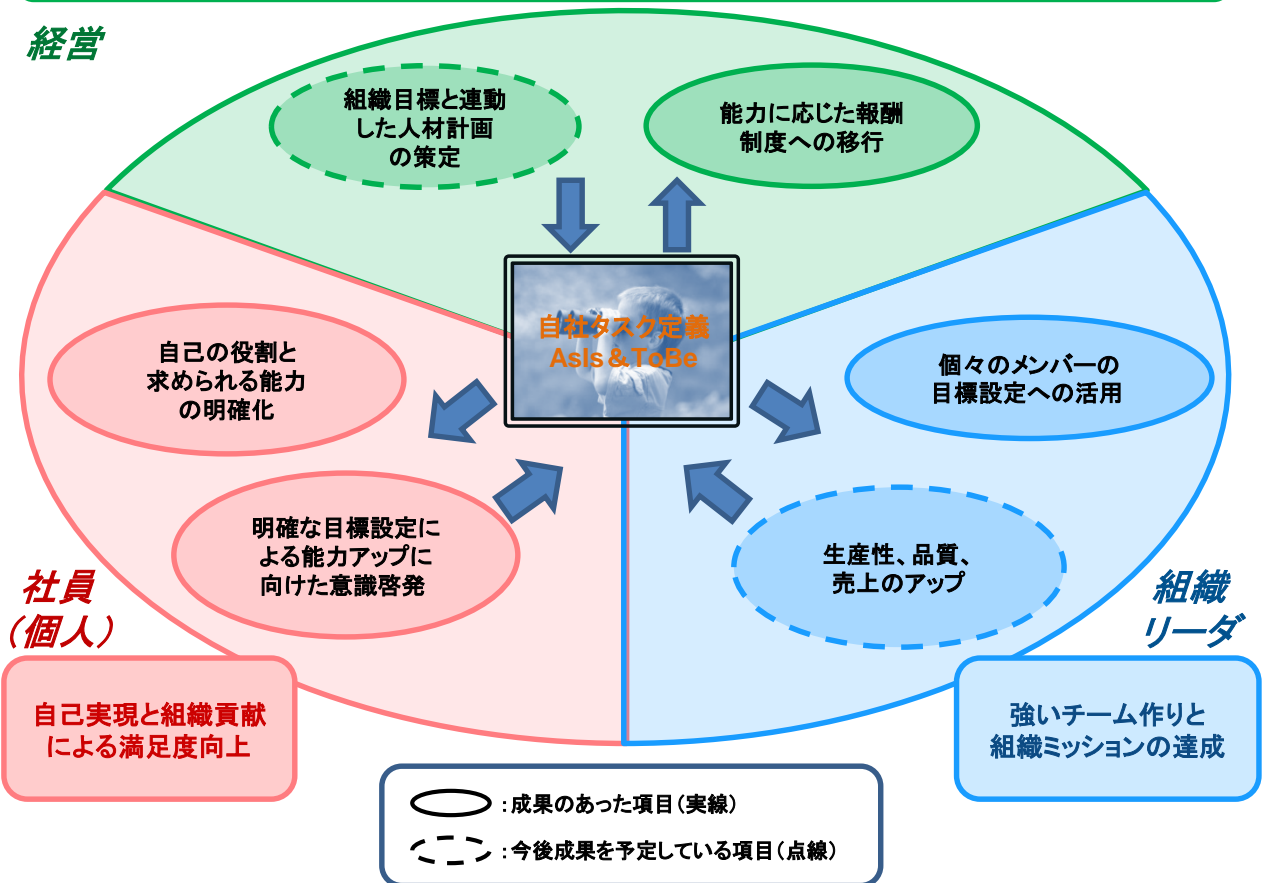 経営
組織目標と連動
した人材計画
の策定
能力に応じた報酬
制度への移行
自社タスク定義
AsIs＆ToBe
自己の役割と
求められる能力
の明確化
個々のメンバーの
目標設定への活用
明確な目標設定に
よる能力アップに
向けた意識啓発
生産性、品質、
売上のアップ
社員
（個人）
組織
リーダ
自己実現と組織貢献
による満足度向上
強いチーム作りと
組織ミッションの達成
：成果のあった項目（実線）
：今後成果を予定している項目（点線）